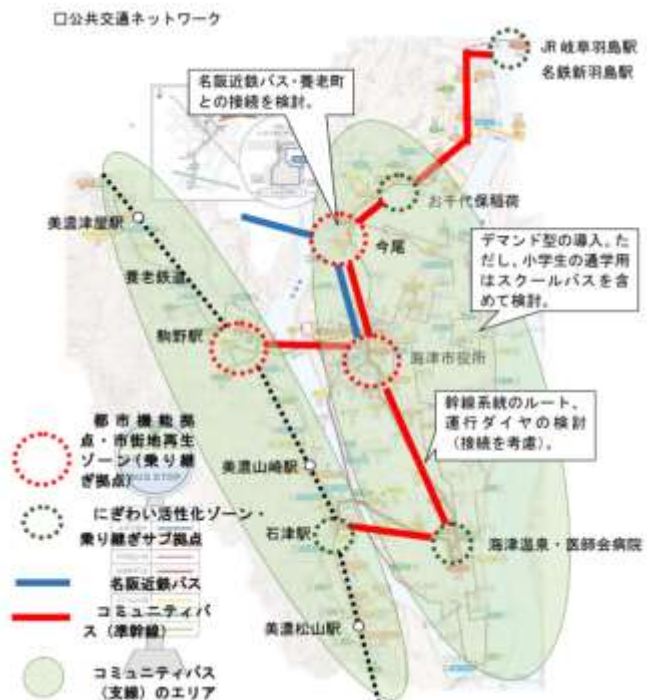 口公共交通ネットワーク
JR 岐阜羽島駅
名鉄新羽島駅
名阪近鉄バス・養老町
との接続を検討。
お千代保稲荷
美濃津屋駅
今尾
養老鉄道
デマンド型の導入。た
だし、小学生の通学用
はスクールバスを含
めて検討。
駒野駅
海津市役所
幹線系統のルート、
運行ダイヤの検討
（接続を考慮）。
都市機能拠
点・市街地再生
ゾーン（乗り継
ぎ拠点）
美濃山崎駅
にぎわい活性化ゾーン・
乗り継ぎサブ拠点
石津駅
海津温泉・医師会病院
名阪近鉄バス
コミュニティバ
ス（準幹線）
美濃松山駅
コミュニティバス
（支線）のエリア